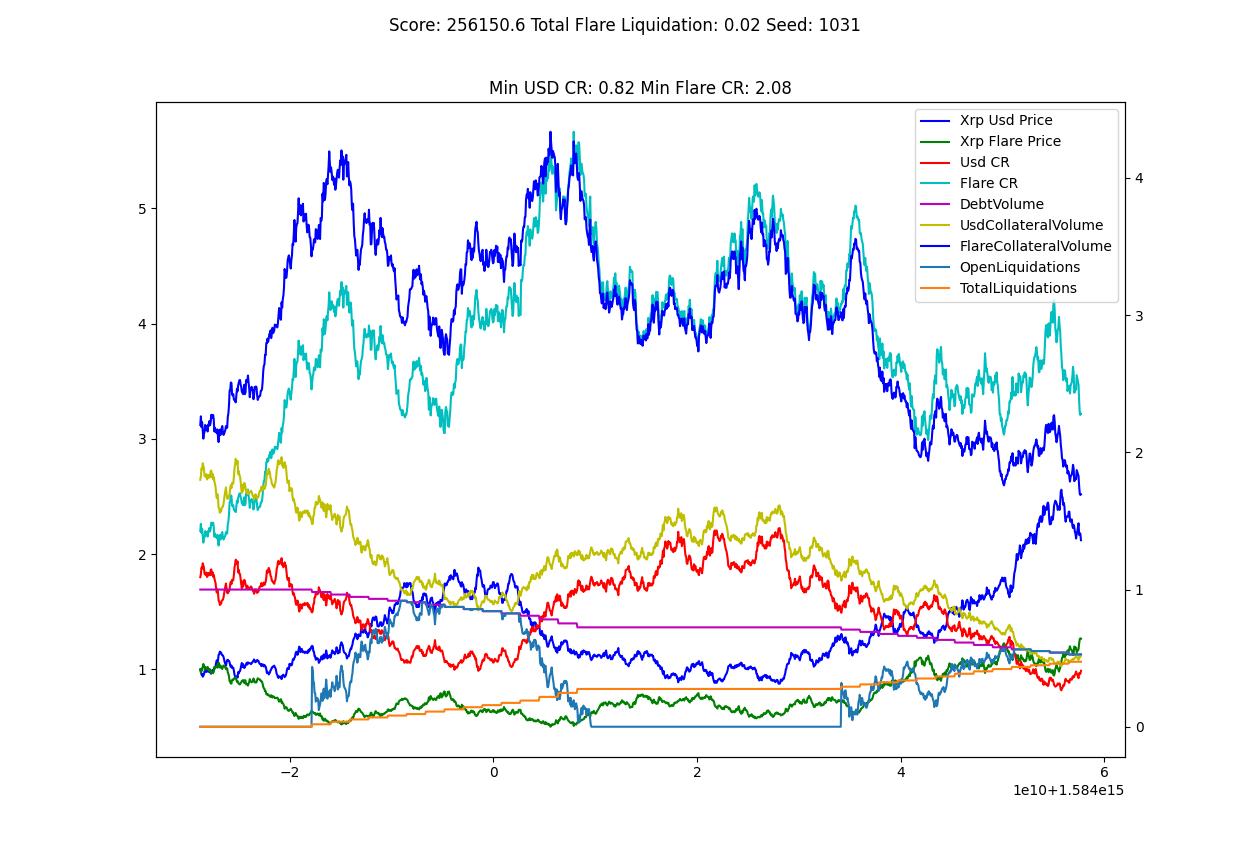 Score: 256150.6 Total Flare Liquidation: 0.02 Seed: 1031
Min USD CR: 0.82 Min Flare CR: 2.08
Xrp Usd Price
Xrp Flare Price
Usd CR
Flare CR
DebtVolume
UsdCollateralVolume
FlareCollateralVolume
OpenLiquidations
TotalLiquidations
5
4
3
2
1
4
3
2
1
0
−2
0
2
4
6
1e10+1.584e15